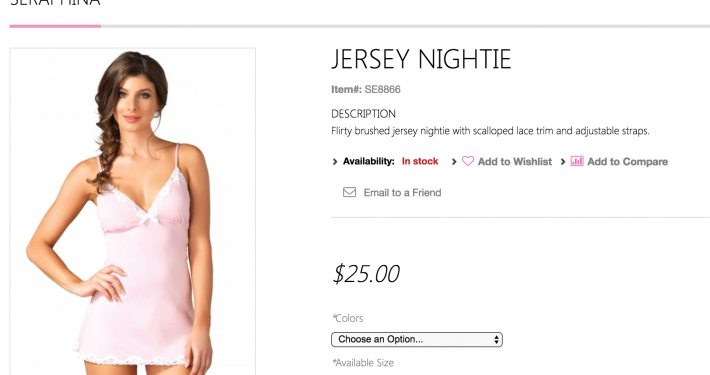 SERAPHINA
JERSEY NIGHTIE
Item#: SE8866
DESCRIPTION
Flirty brushed jersey nightie with scalloped lace trim and adjustable straps.
Availability: In stock Add to Wishlist Add to Compare
Email to a Friend
$25.00
*Colors
Choose an Option...
*Available Size